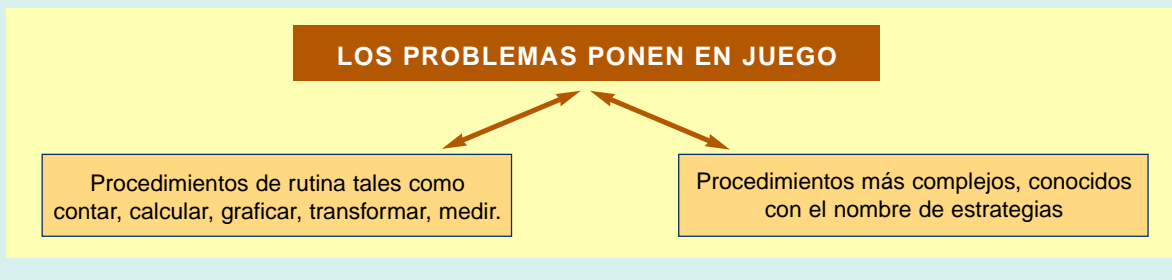 LOS PROBLEMAS PONEN EN JUEGO
Procedimientos de rutina tales como
contar, calcular, graficar, transformar, medir.
Procedimientos más complejos, conocidos
con el nombre de estrategias